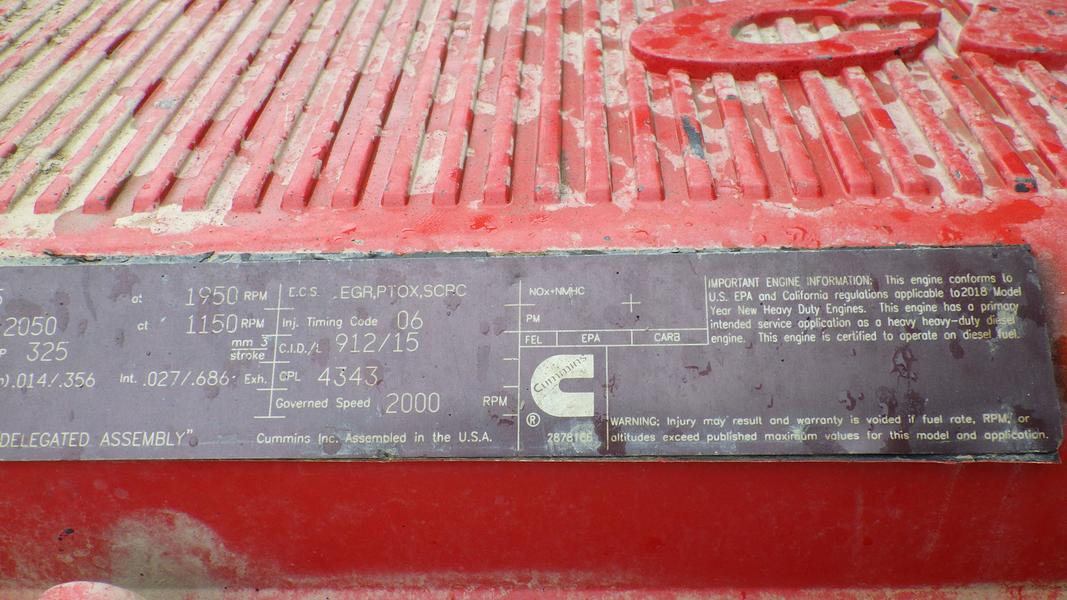 at 1950 RPM
2050 at 1150 RPM
325 mm 3 stroke
.014/.356 Int. .027/.686 Exh.
DELEGATED ASSEMBLY"
E.C.S. EGR,PTOX,SCRC
Inj. Timing Code 06
C.I.D./L 912/15
CPL 4343
Governed Speed 2000 RPM
Cummins Inc. Assembled in the U.S.A.
NOX+NMHC
PM
FEL EPA CARB
Cummins
®
2878166
IMPORTANT ENGINE INFORMATION: This engine conforms to
U.S. EPA and California regulations applicable to 2018 Model
Year New Heavy Duty Engines. This engine has a primary
intended service application as a heavy heavy-duty diesel
engine. This engine is certified to operate on diesel fuel.
WARNING: Injury may result and warranty is voided if fuel rate, RPM, or
altitudes exceed published maximum values for this model and application.